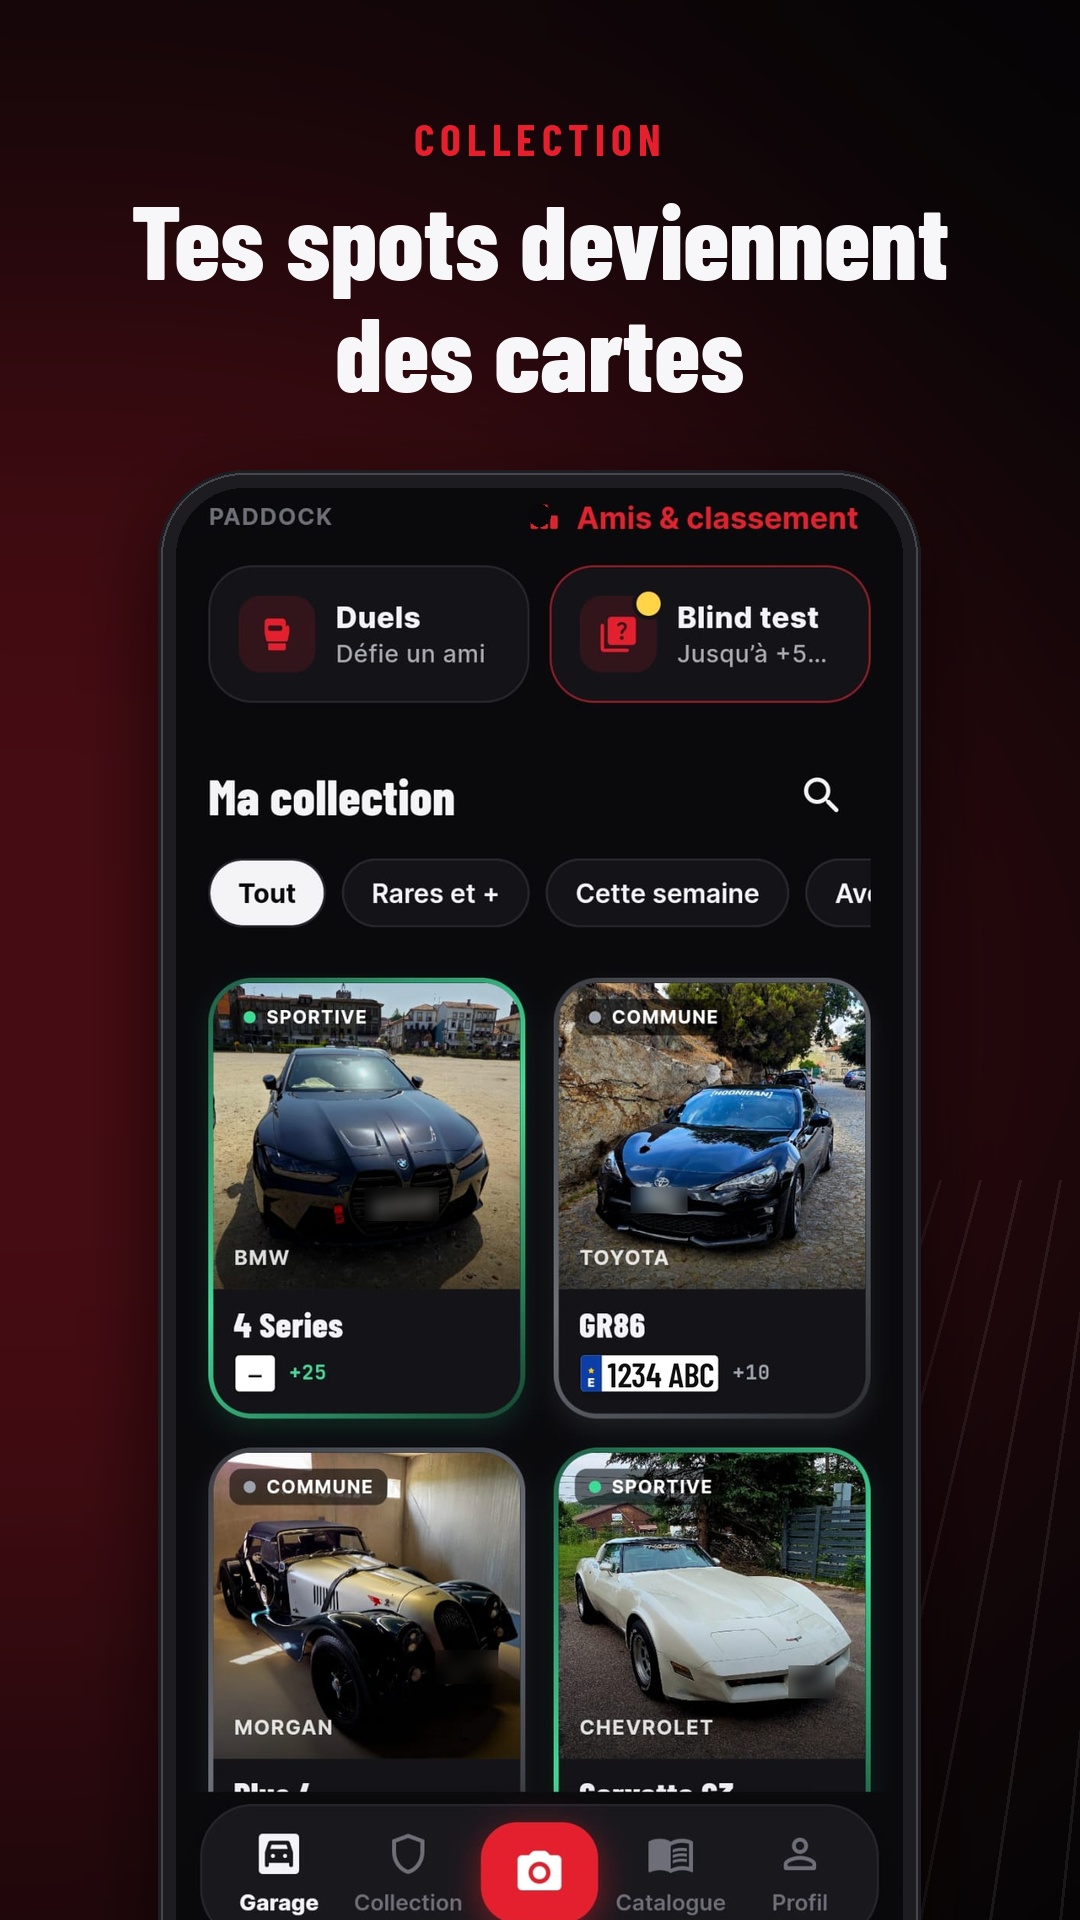 COLLECTION
Tes spots deviennent
des cartes
PADDOCK
Amis & classement
Duels
Défie un ami
Blind test
Jusqu’à +5…
Ma collection
Tout
Rares et +
Cette semaine
SPORTIVE
BMW
4 Series
–
+25
COMMUNE
[HOONIGAN]
TOYOTA
GR86
E
1234 ABC
+10
COMMUNE
MORGAN
SPORTIVE
CHEVROLET
Garage
Collection
Catalogue
Profil